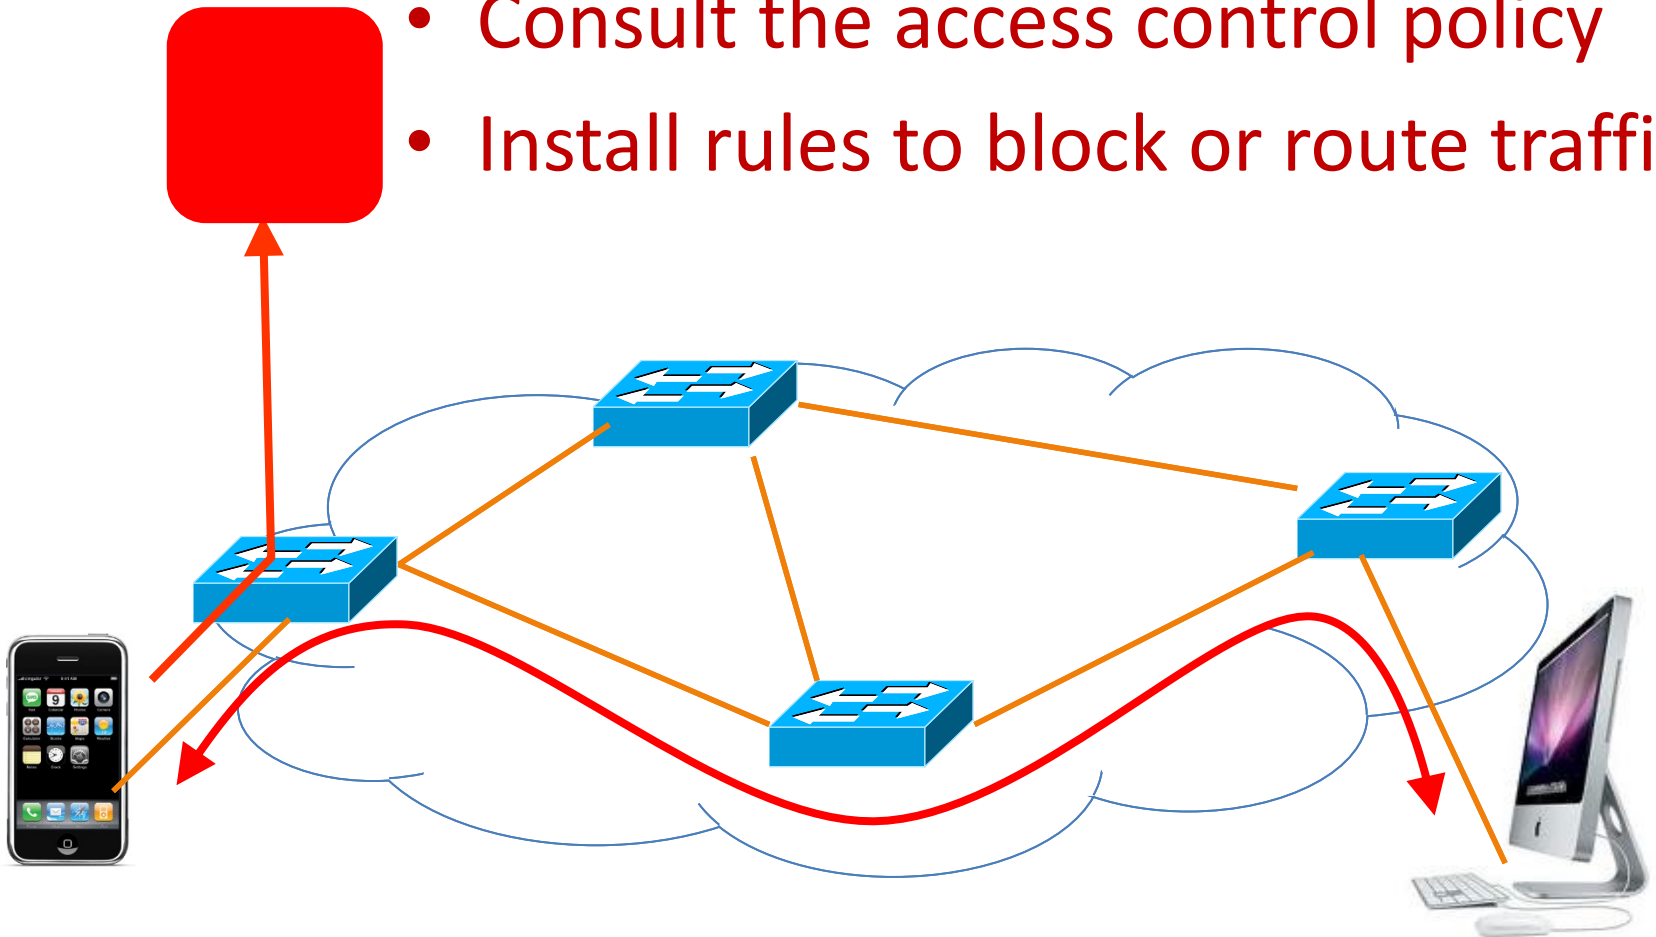 • Consult the access control policy
• Install rules to block or route traffi